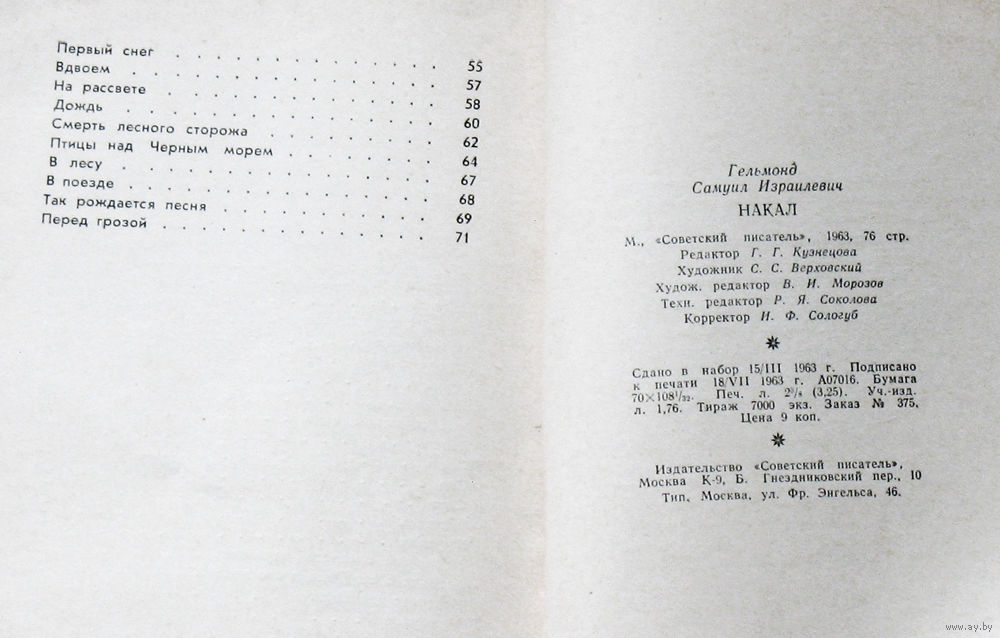 Первый снег . . . . . . . . . . . . . . 55
Вдвоем . . . . . . . . . . . . . . . . 57
На рассвете . . . . . . . . . . . . . . 58
Дождь . . . . . . . . . . . . . . . . 60
Смерть лесного сторожа . . . . . . . . . 62
Птицы над Черным морем . . . . . . . . 64
В лесу . . . . . . . . . . . . . . . . 67
В поезде . . . . . . . . . . . . . . . 68
Так рождается песня . . . . . . . . . . . 69
Перед грозой . . . . . . . . . . . . . . 71
Гельмонд
Самуил Израилевич
НАКАЛ
М., «Советский писатель», 1963, 76 стр.
Редактор Г. Г. Кузнецова
Художник С. С. Верховский
Худож. редактор В. И. Морозов
Техн. редактор Р. Я. Соколова
Корректор И. Ф. Сологуб
Сдано в набор 15/III 1963 г. Подписано
к печати 18/VII 1963 г. А07016. Бумага
70×108¹/₃₂. Печ. л. 2³/₈ (3,25). Уч.-изд.
л. 1,76. Тираж 7000 экз. Заказ № 375.
Цена 9 коп.
Издательство «Советский писатель»,
Москва К-9, Б. Гнездниковский пер., 10
Тип. Москва, ул. Фр. Энгельса, 46.
www.ay.by